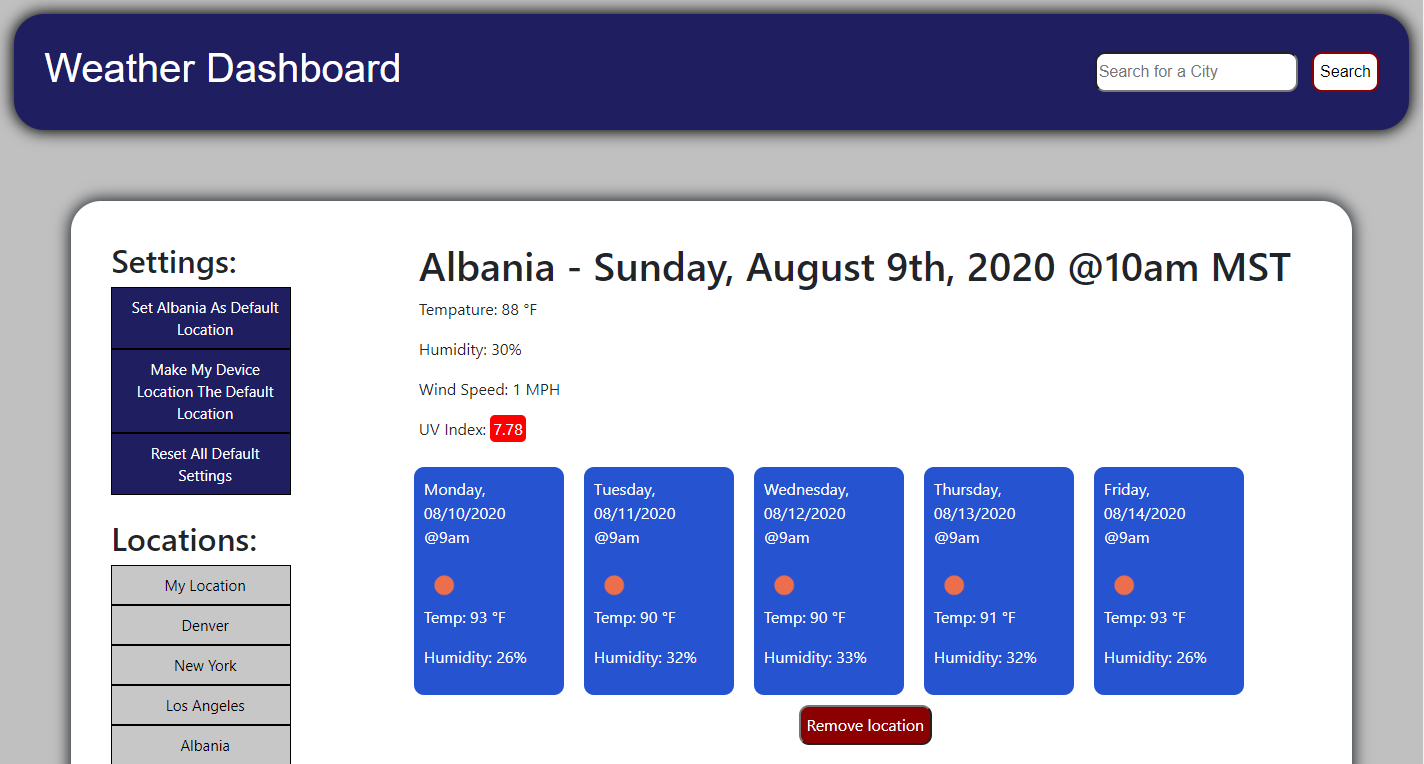 Weather Dashboard
Search for a City
Search
Settings:
Set Albania As Default
Location
Make My Device
Location The Default
Location
Reset All Default
Settings
Locations:
My Location
Denver
New York
Los Angeles
Albania
Albania - Sunday, August 9th, 2020 @10am MST
Tempature: 88 °F
Humidity: 30%
Wind Speed: 1 MPH
UV Index: 7.78
Monday,
08/10/2020
@9am
Temp: 93 °F
Humidity: 26%
Tuesday,
08/11/2020
@9am
Temp: 90 °F
Humidity: 32%
Wednesday,
08/12/2020
@9am
Temp: 90 °F
Humidity: 33%
Thursday,
08/13/2020
@9am
Temp: 91 °F
Humidity: 32%
Friday,
08/14/2020
@9am
Temp: 93 °F
Humidity: 26%
Remove location